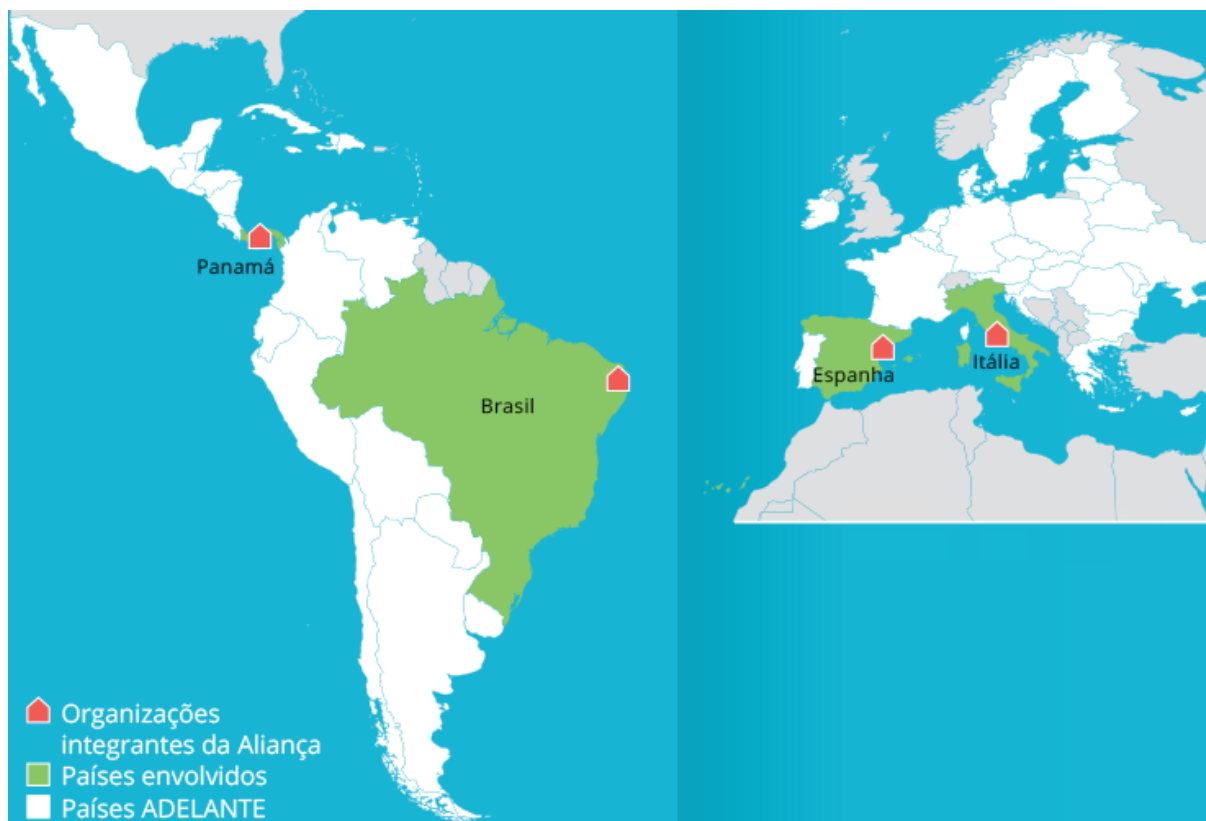 Panamá
Brasil
Espanha
Itália
Organizações
integrantes da Aliança
Países envolvidos
Países ADELANTE